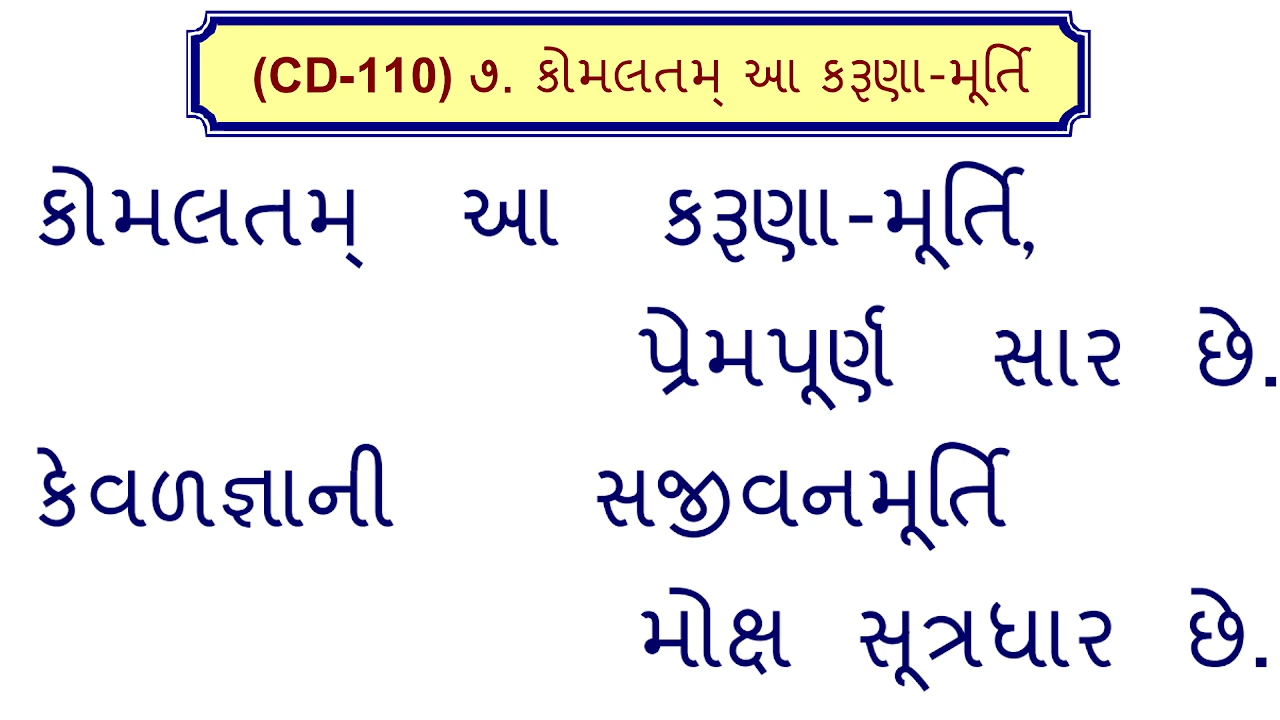 (CD-110) ૭. કોમલતમ્ આ કરૂણા-મૂર્તિ
કોમલતમ્ આ કરૂણા-મૂર્તિ,
પ્રેમપૂર્ણ સાર છે.
કેવળજ્ઞાની સજીવનમૂર્તિ
મોક્ષ સૂત્રધાર છે.